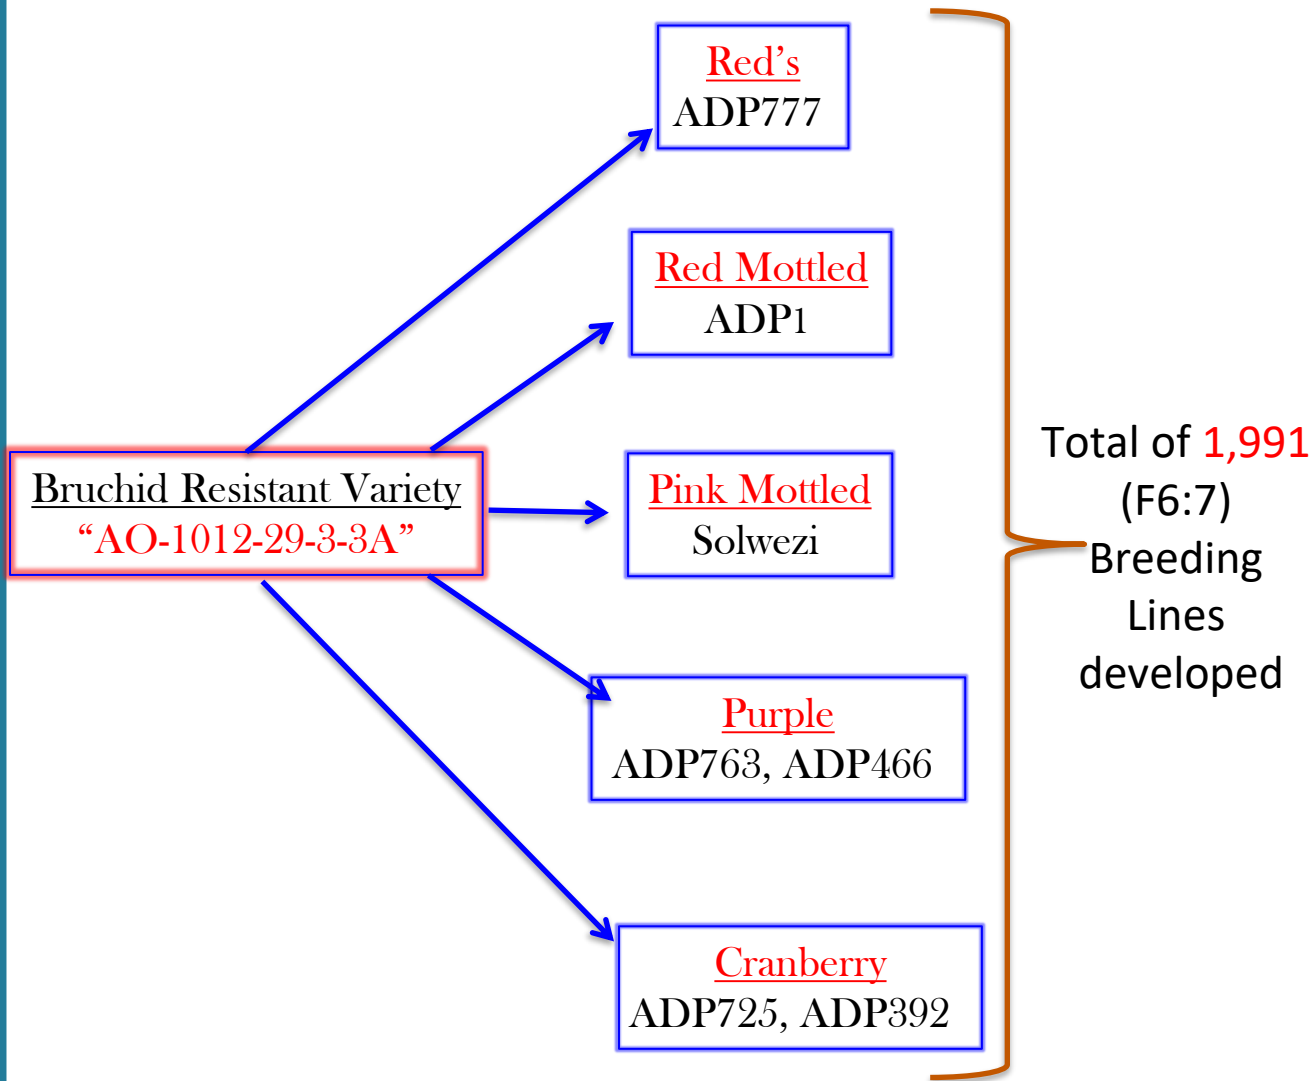 Red's
ADP777
Red Mottled
ADP1
Bruchid Resistant Variety
“AO-1012-29-3-3A”
Pink Mottled
Solwezi
Purple
ADP763, ADP466
Cranberry
ADP725, ADP392
Total of 1,991
(F6:7)
Breeding
Lines
developed